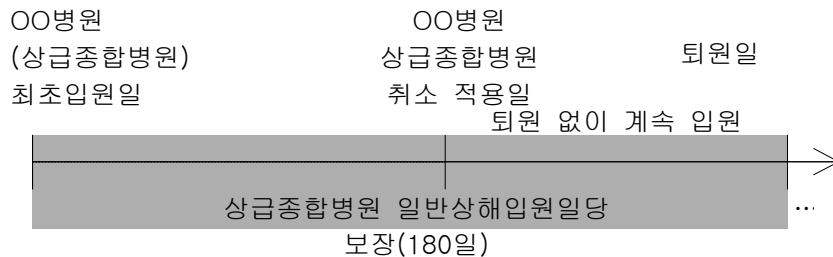 OO병원
(상급종합병원)
최초입원일
OO병원
상급종합병원
취소 적용일
퇴원일
퇴원 없이 계속 입원
상급종합병원 일반상해입원일당
…
보장(180일)